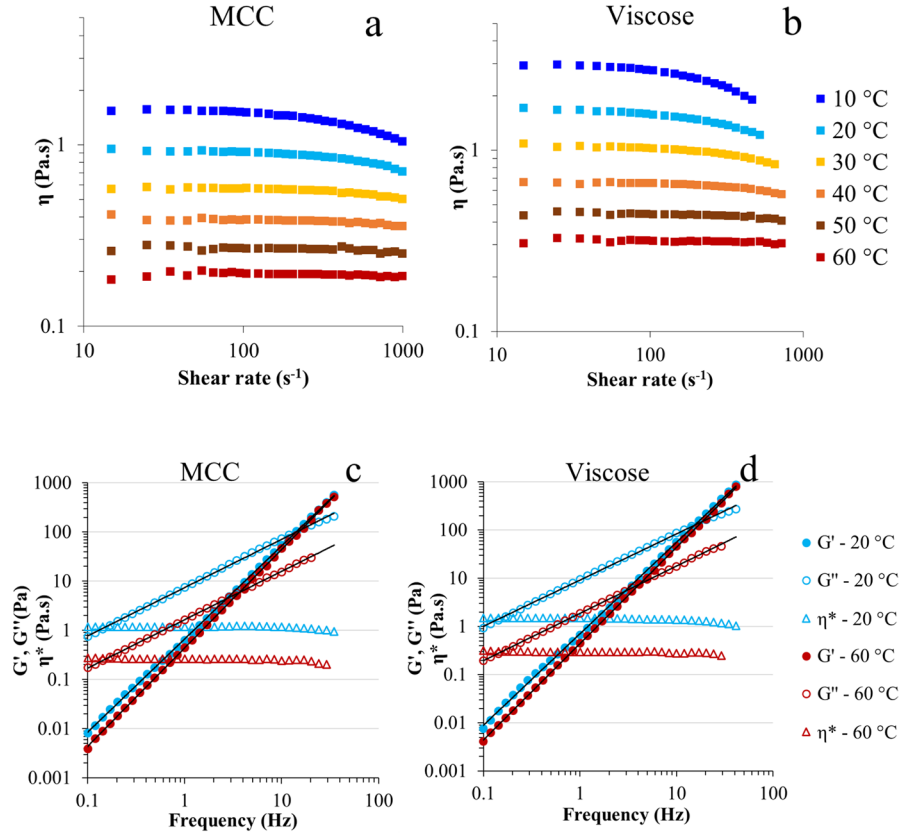 MCC
a
η (Pa.s)
1
0.1
10
100
1000
Shear rate (s⁻¹)
Viscose
b
η (Pa.s)
1
0.1
10
100
1000
Shear rate (s⁻¹)
10 °C
20 °C
30 °C
40 °C
50 °C
60 °C
MCC
c
G', G''(Pa)
η* (Pa.s)
1000
100
10
1
0.1
0.01
0.001
0.1
1
10
100
Frequency (Hz)
Viscose
d
G', G'' (Pa)
η* (Pa.s)
1000
100
10
1
0.1
0.01
0.001
0.1
1
10
100
Frequency (Hz)
G' - 20 °C
G'' - 20 °C
η* - 20 °C
G' - 60 °C
G'' - 60 °C
η* - 60 °C